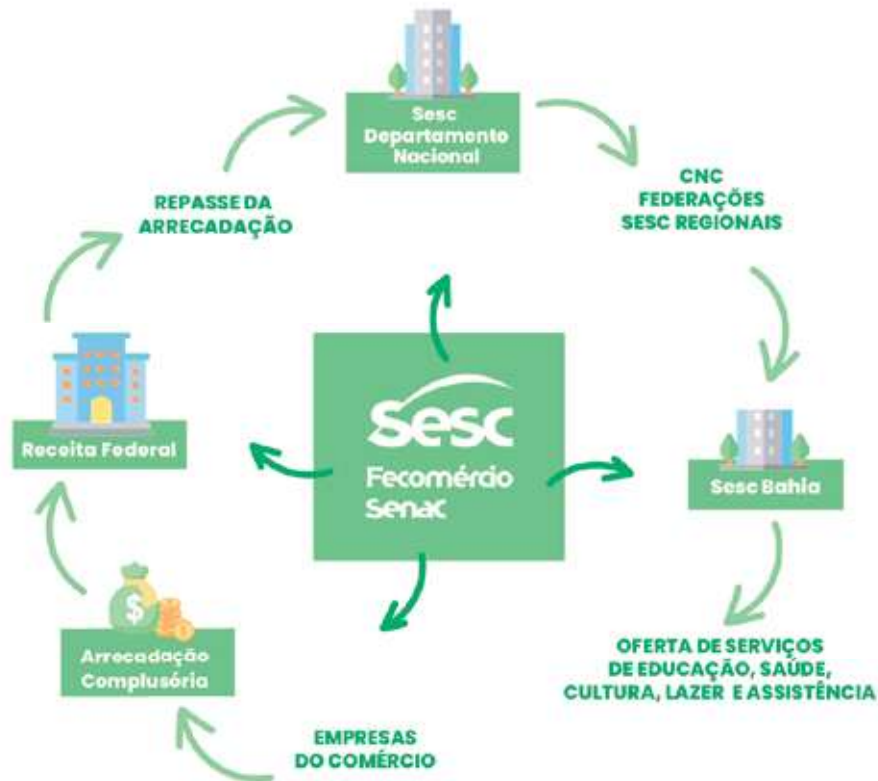 Sesc
Departamento
Nacional
REPASSE DA
ARRECADAÇÃO
CNC
FEDERAÇÕES
SESC REGIONAIS
Receita Federal
Sesc
Fecomércio
Senac
Sesc Bahia
$
Arrecadação
Complusória
OFERTA DE SERVIÇOS
DE EDUCAÇÃO, SAÚDE,
CULTURA, LAZER E ASSISTÊNCIA
EMPRESAS
DO COMÉRCIO